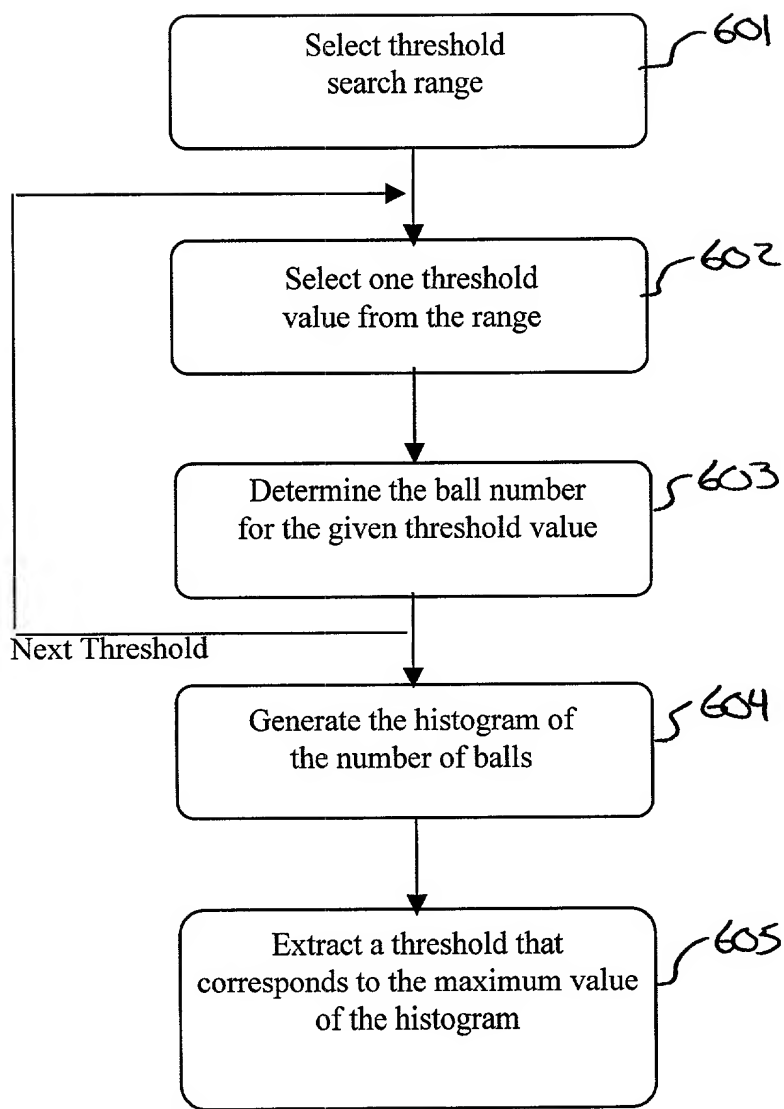 Select threshold
search range
601
Select one threshold
value from the range
602
Determine the ball number
for the given threshold value
603
Next Threshold
Generate the histogram of
the number of balls
604
Extract a threshold that
corresponds to the maximum value
of the histogram
605